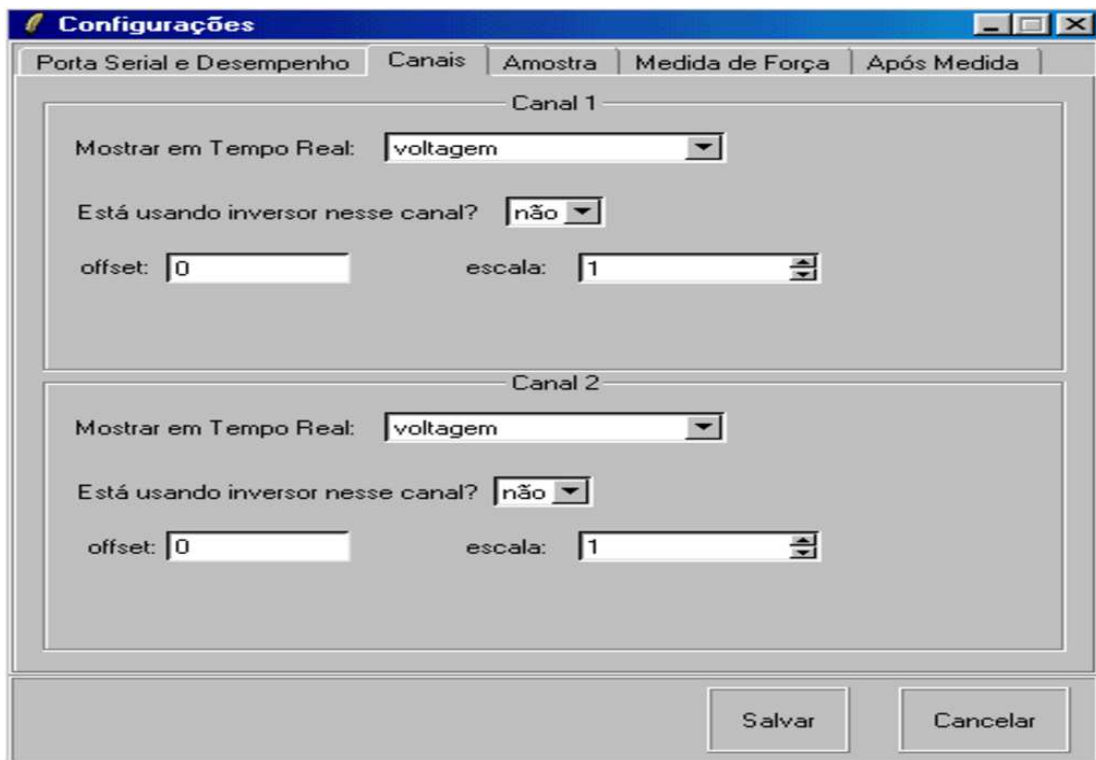 Configurações
Porta Serial e Desempenho Canais Amostra Medida de Força Após Medida
Canal 1
Mostrar em Tempo Real: voltagem
Está usando inversor nesse canal? não
offset: 0 escala: 1
Canal 2
Mostrar em Tempo Real: voltagem
Está usando inversor nesse canal? não
offset: 0 escala: 1
Salvar Cancelar